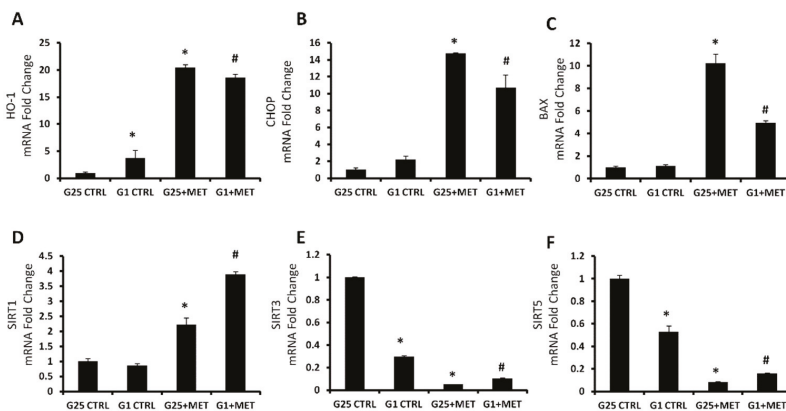 A
HO-1
mRNA Fold Change
25
20
15
10
5
0
*
*
#
G25 CTRL G1 CTRL G25+MET G1+MET
B
CHOP
mRNA Fold Change
16
14
12
10
8
6
4
2
0
*
#
G25 CTRL G1 CTRL G25+MET G1+MET
C
BAX
mRNA Fold Change
12
10
8
6
4
2
0
*
#
G25 CTRL G1 CTRL G25+MET G1+MET
D
SIRT1
mRNA Fold Change
4.5
4
3.5
3
2.5
2
1.5
1
0.5
*
#
G25 CTRL G1 CTRL G25+MET G1+MET
E
SIRT3
mRNA Fold Change
1.2
1
0.8
0.6
0.4
0.2
0
*
*
#
G25 CTRL G1 CTRL G25+MET G1+MET
F
SIRT5
mRNA Fold Change
1.2
1
0.8
0.6
0.4
0.2
0
*
*
#
G25 CTRL G1 CTRL G25+MET G1+MET